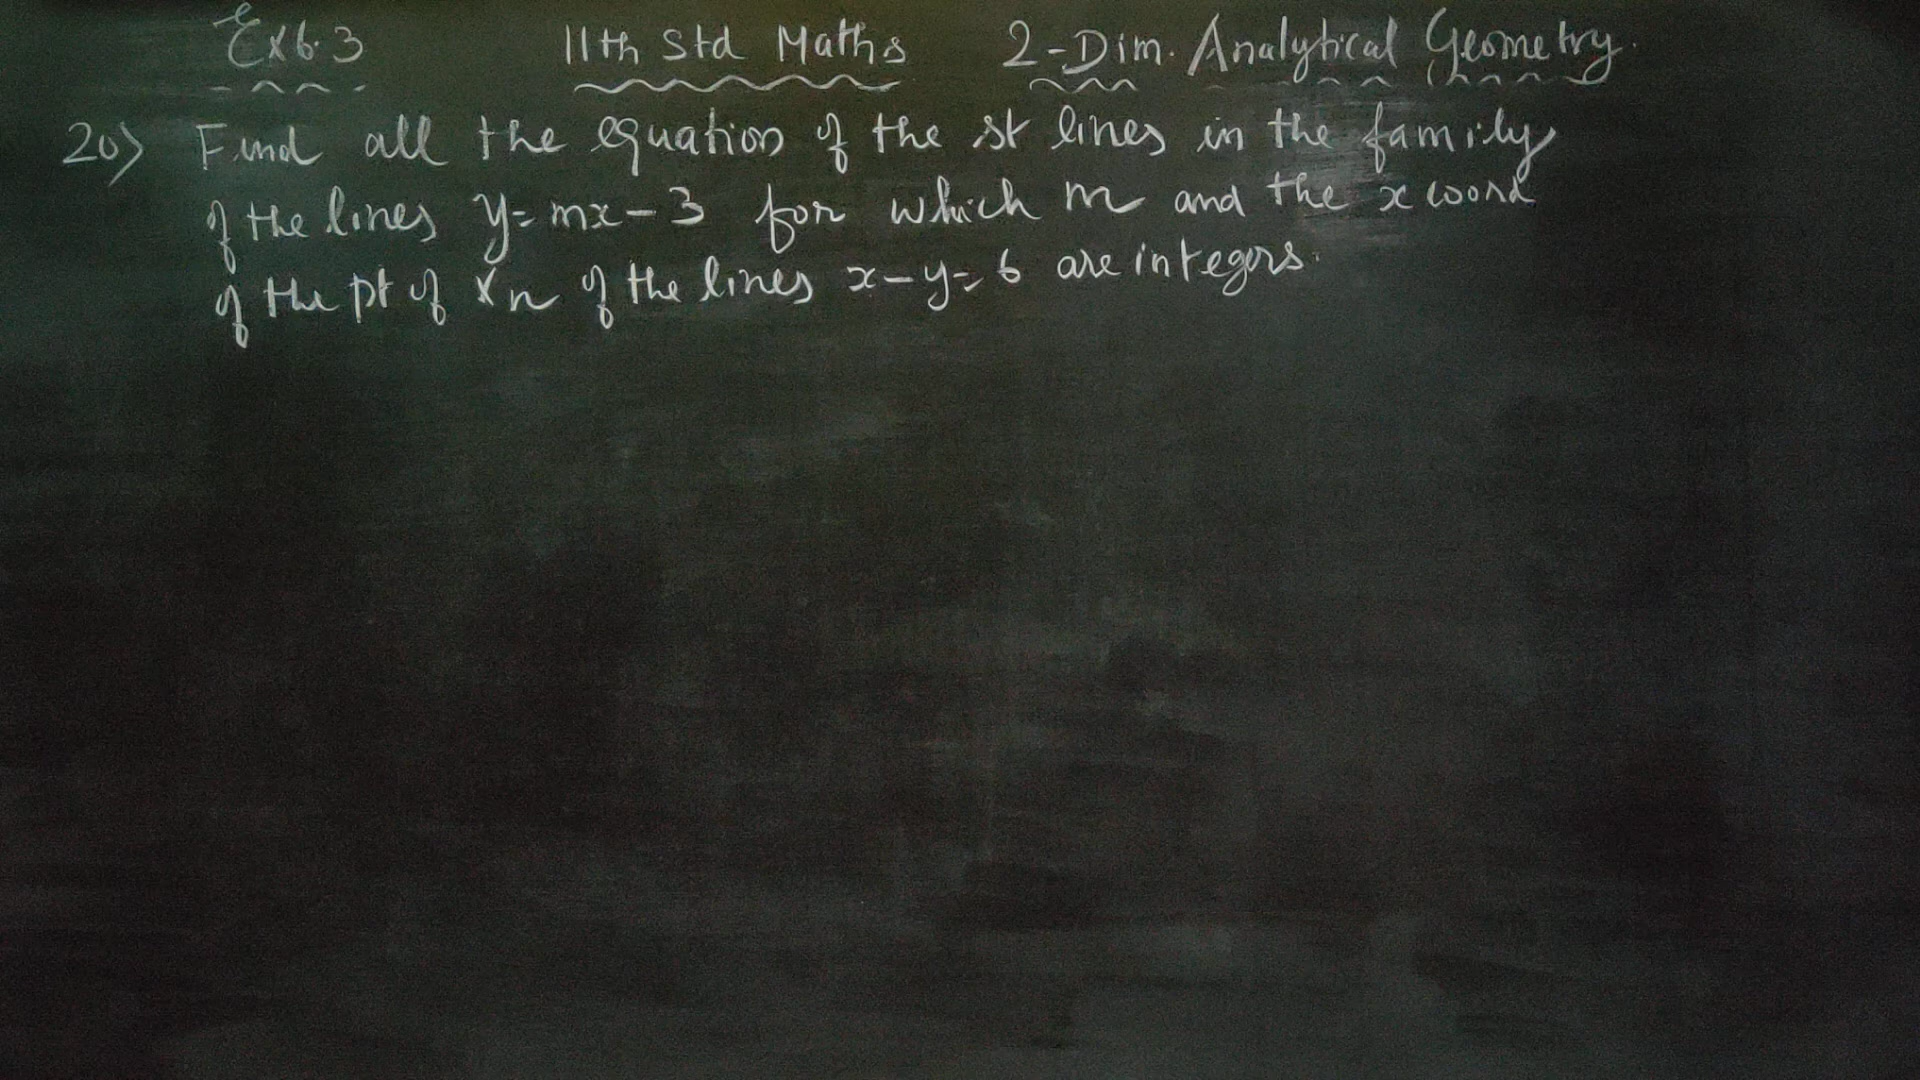 Ex 6.3 11th Std Maths 2-Dim. Analytical Geometry.
20) Find all the equation of the st lines in the family
of the lines y = mx - 3 for which m and the x coord
of the pt of xn of the lines x - y = 6 are integers.